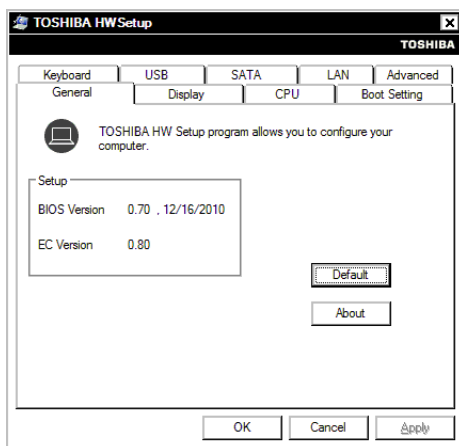 TOSHIBA HWSetup
TOSHIBA
Keyboard USB SATA LAN Advanced
General Display CPU Boot Setting
TOSHIBA HW Setup program allows you to configure your
computer.
Setup
BIOS Version 0.70 , 12/16/2010
EC Version 0.80
Default
About
OK Cancel Apply